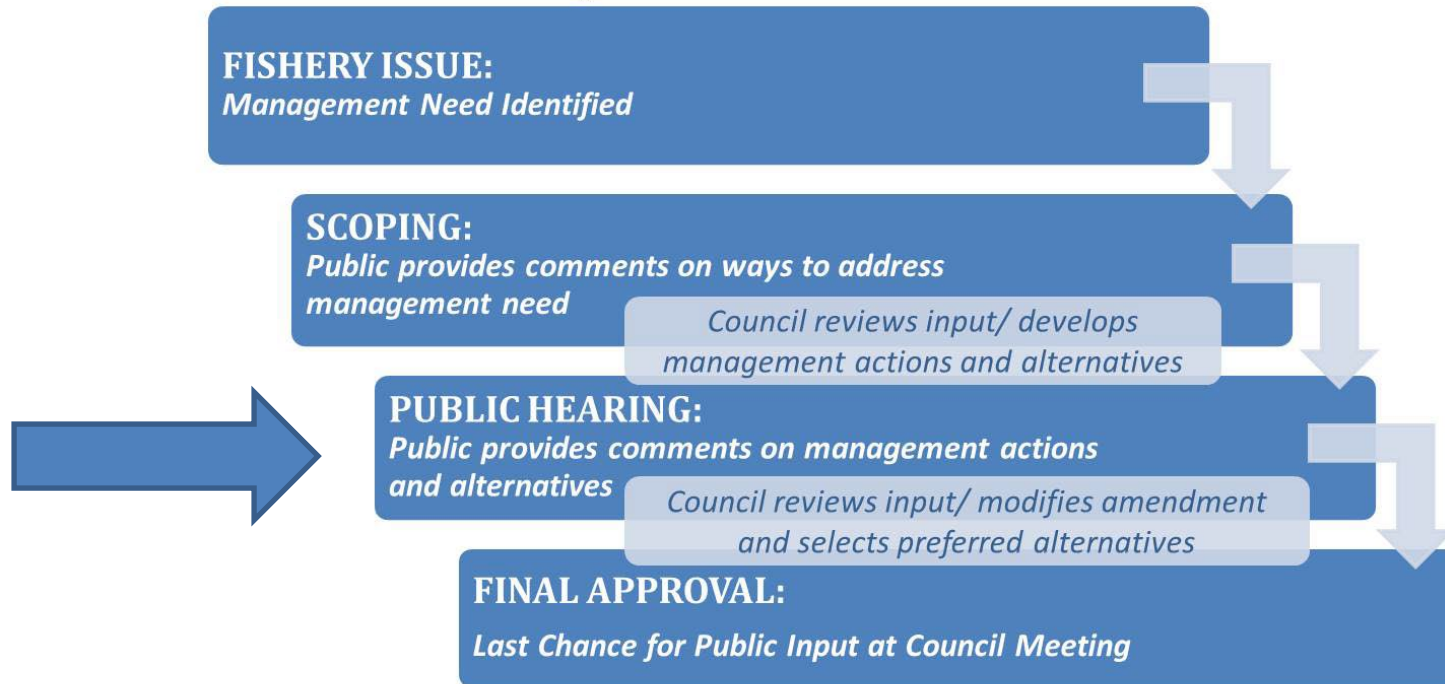 FISHERY ISSUE:
Management Need Identified
SCOPING:
Public provides comments on ways to address
management need
Council reviews input/ develops
management actions and alternatives
PUBLIC HEARING:
Public provides comments on management actions
and alternatives
Council reviews input/ modifies amendment
and selects preferred alternatives
FINAL APPROVAL:
Last Chance for Public Input at Council Meeting